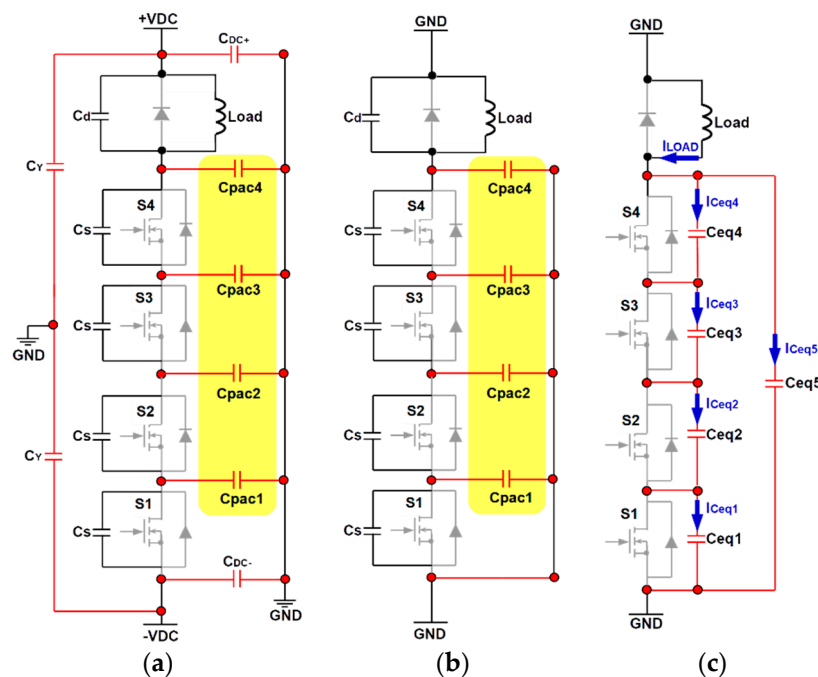 +VDC
CDC+
Cd
Load
CY
Cpac4
S4
Cs
Cpac3
S3
Cs
GND
Cpac2
S2
Cs
CY
Cpac1
S1
Cs
CDC-
GND
-VDC
(a)
GND
Cd
Load
Cpac4
S4
Cs
Cpac3
S3
Cs
Cpac2
S2
Cs
Cpac1
S1
Cs
GND
(b)
GND
Load
ILOAD
S4
ICeq4
Ceq4
S3
ICeq3
Ceq3
ICeq5
Ceq5
S2
ICeq2
Ceq2
S1
ICeq1
Ceq1
GND
(c)